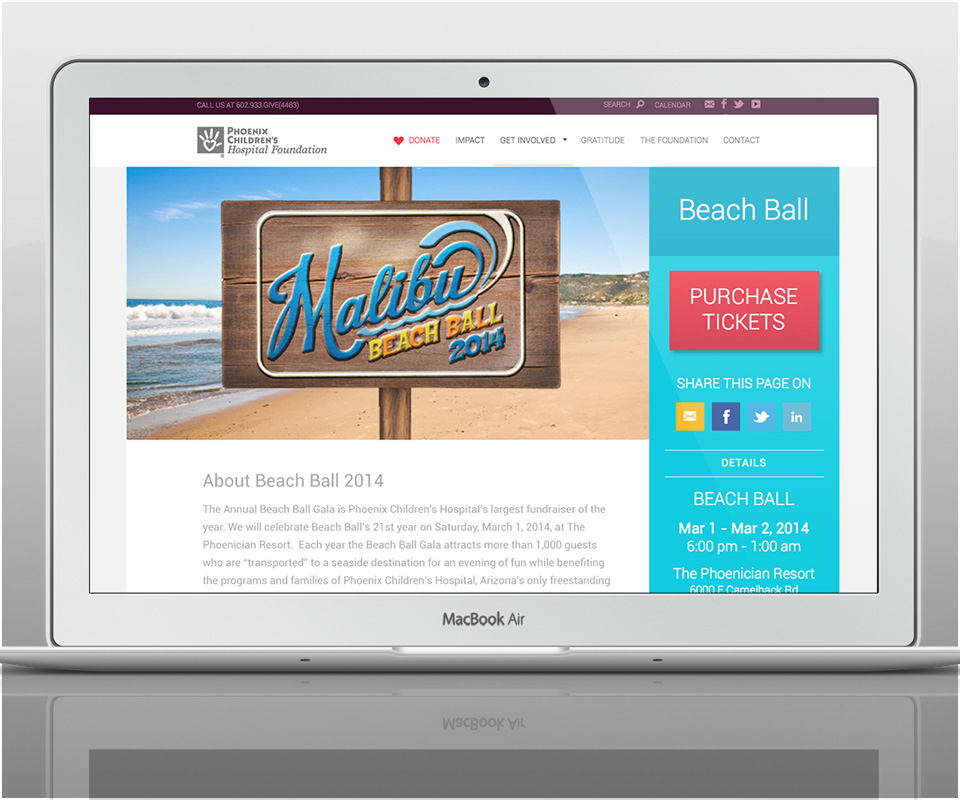 CALL US AT 602.933.GIVE(4483)
SEARCH CALENDAR
PHOENIX
CHILDREN'S
Hospital Foundation
DONATE IMPACT GET INVOLVED GRATITUDE THE FOUNDATION CONTACT
Malibu
BEACH BALL
2014
Beach Ball
PURCHASE
TICKETS
SHARE THIS PAGE ON
f
in
DETAILS
BEACH BALL
Mar 1 - Mar 2, 2014
6:00 pm - 1:00 am
The Phoenician Resort
6000 E Camelback Rd
About Beach Ball 2014
The Annual Beach Ball Gala is Phoenix Children's Hospital's largest fundraiser of the
year. We will celebrate Beach Ball's 21st year on Saturday, March 1, 2014, at The
Phoenician Resort.  Each year the Beach Ball Gala attracts more than 1,000 guests
who are “transported” to a seaside destination for an evening of fun while benefiting
the programs and families of Phoenix Children's Hospital, Arizona's only freestanding
MacBook Air
MacBook Air